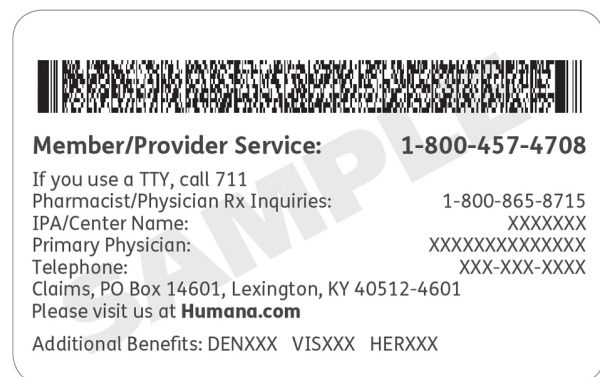 Member/Provider Service: 1-800-457-4708
If you use a TTY, call 711
Pharmacist/Physician Rx Inquiries: 1-800-865-8715
IPA/Center Name: XXXXXXX
Primary Physician: XXXXXXXXXXXXXX
Telephone: XXX-XXX-XXXX
Claims, PO Box 14601, Lexington, KY 40512-4601
Please visit us at Humana.com
Additional Benefits: DENXXX VISXXX HERXXX
SAMPLE